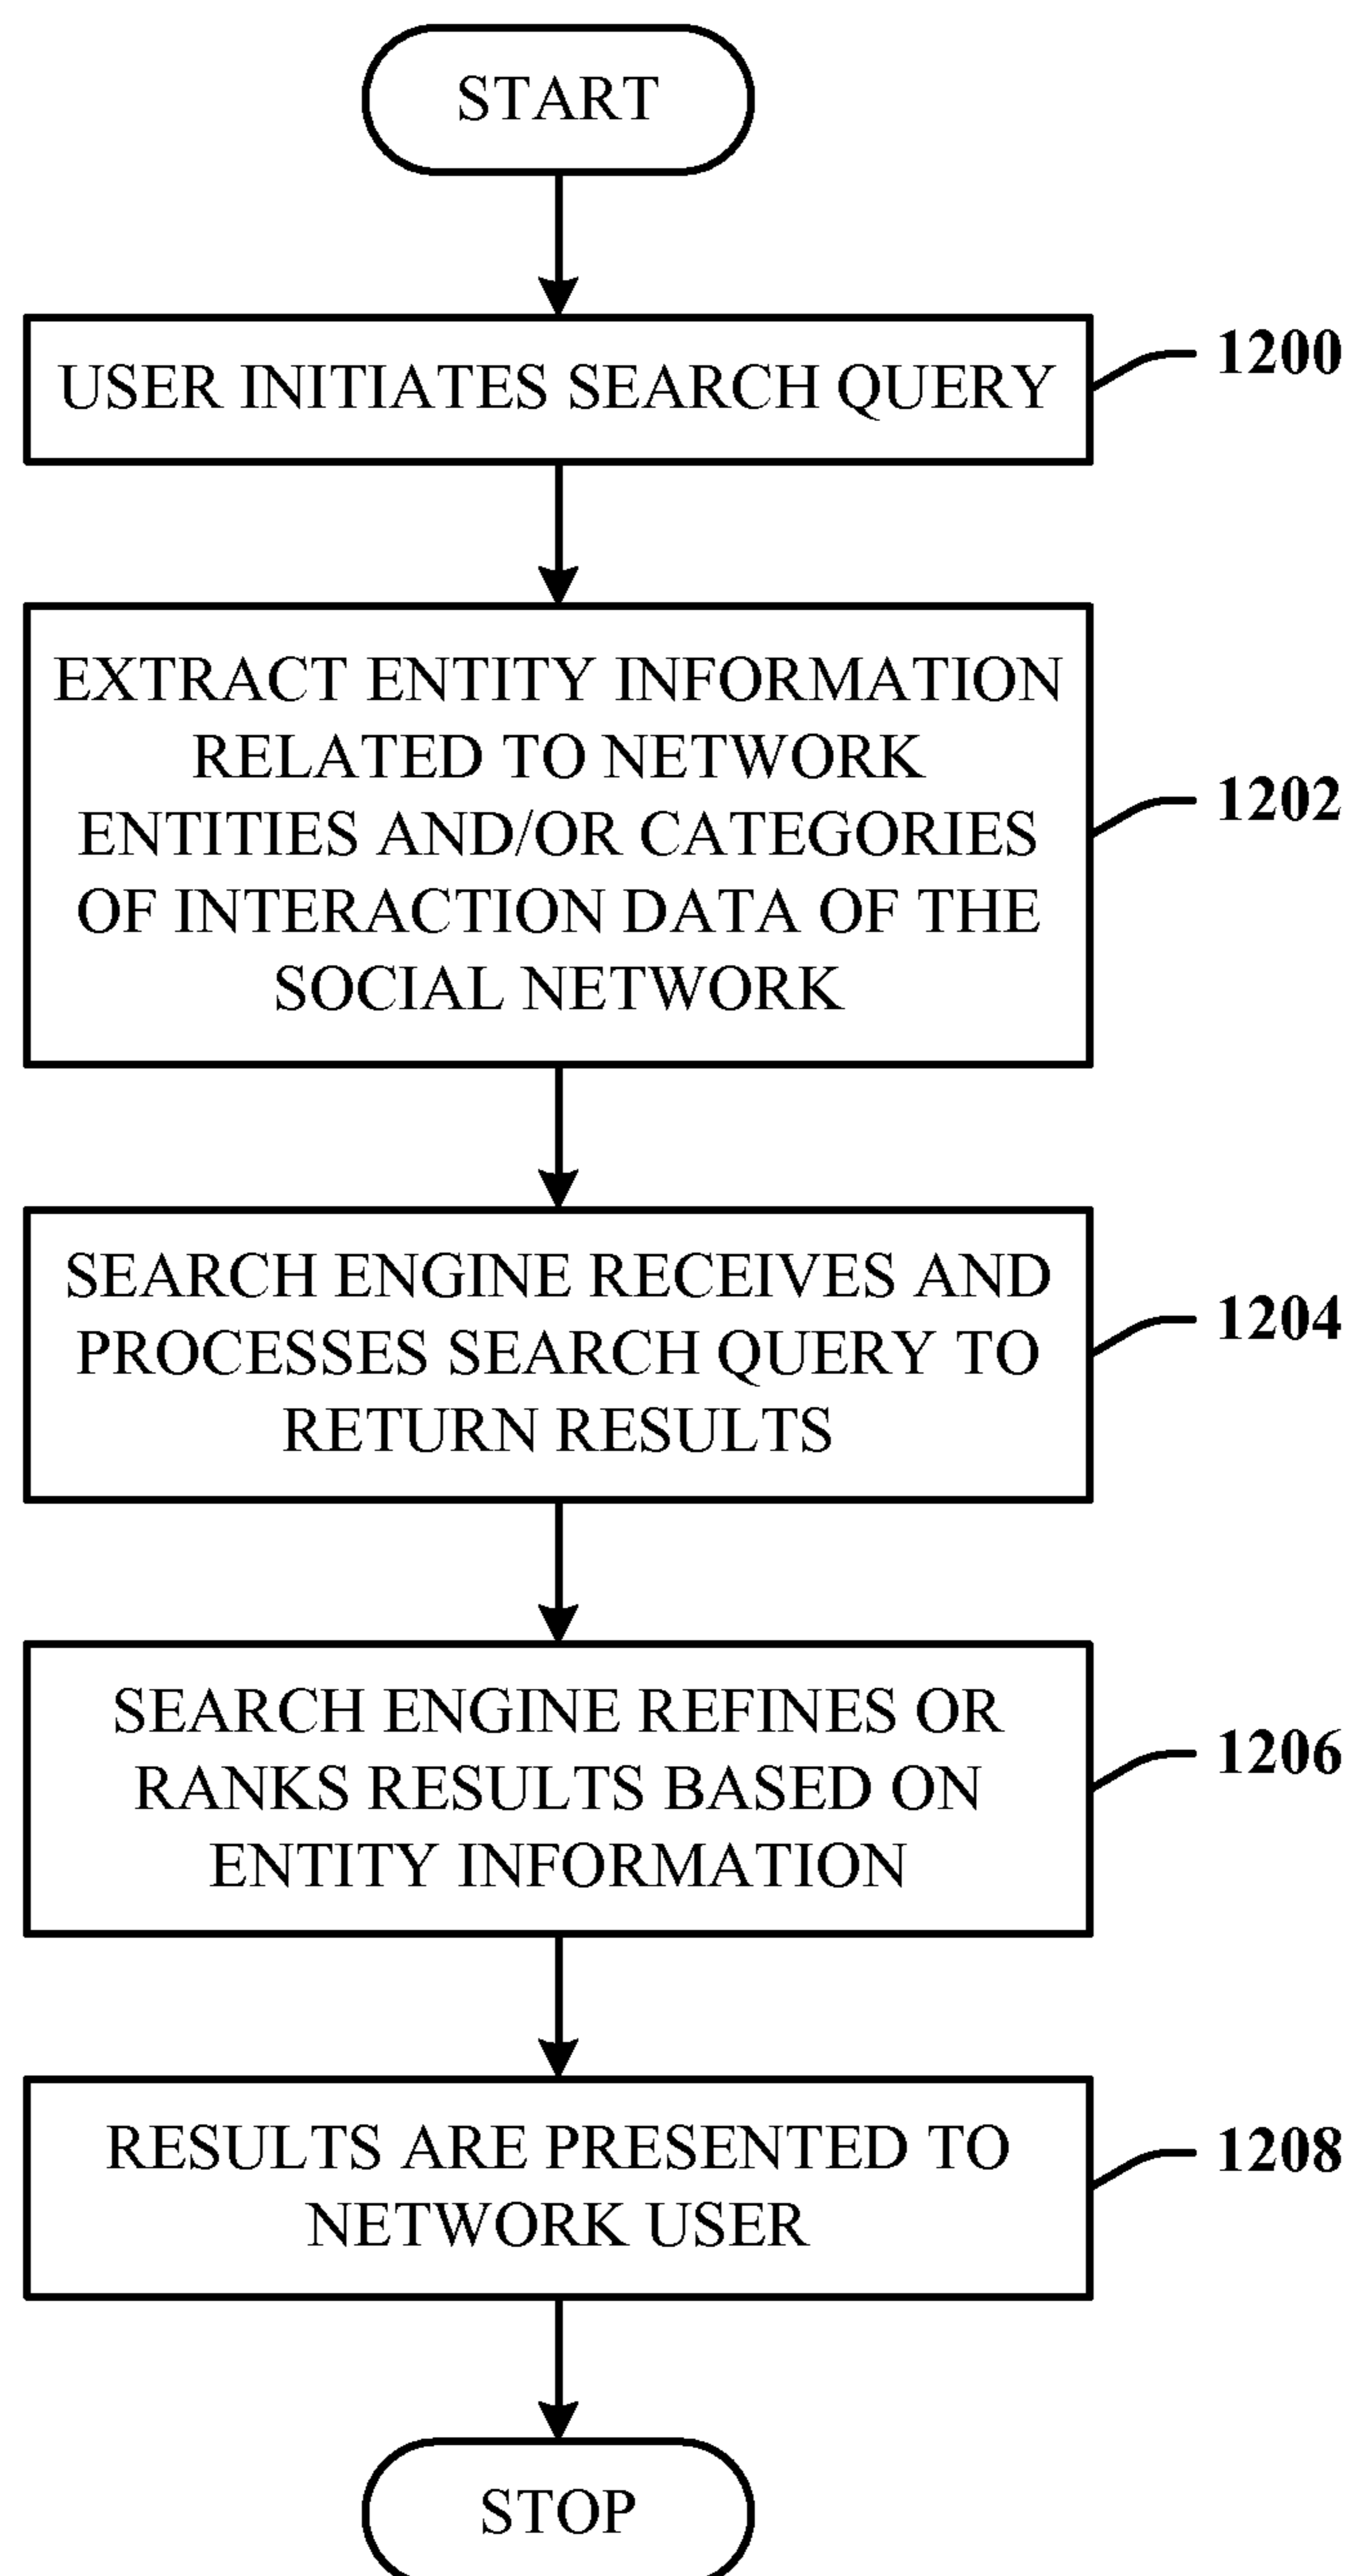 START
USER INITIATES SEARCH QUERY
1200
EXTRACT ENTITY INFORMATION
RELATED TO NETWORK
ENTITIES AND/OR CATEGORIES
OF INTERACTION DATA OF THE
SOCIAL NETWORK
1202
SEARCH ENGINE RECEIVES AND
PROCESSES SEARCH QUERY TO
RETURN RESULTS
1204
SEARCH ENGINE REFINES OR
RANKS RESULTS BASED ON
ENTITY INFORMATION
1206
RESULTS ARE PRESENTED TO
NETWORK USER
1208
STOP